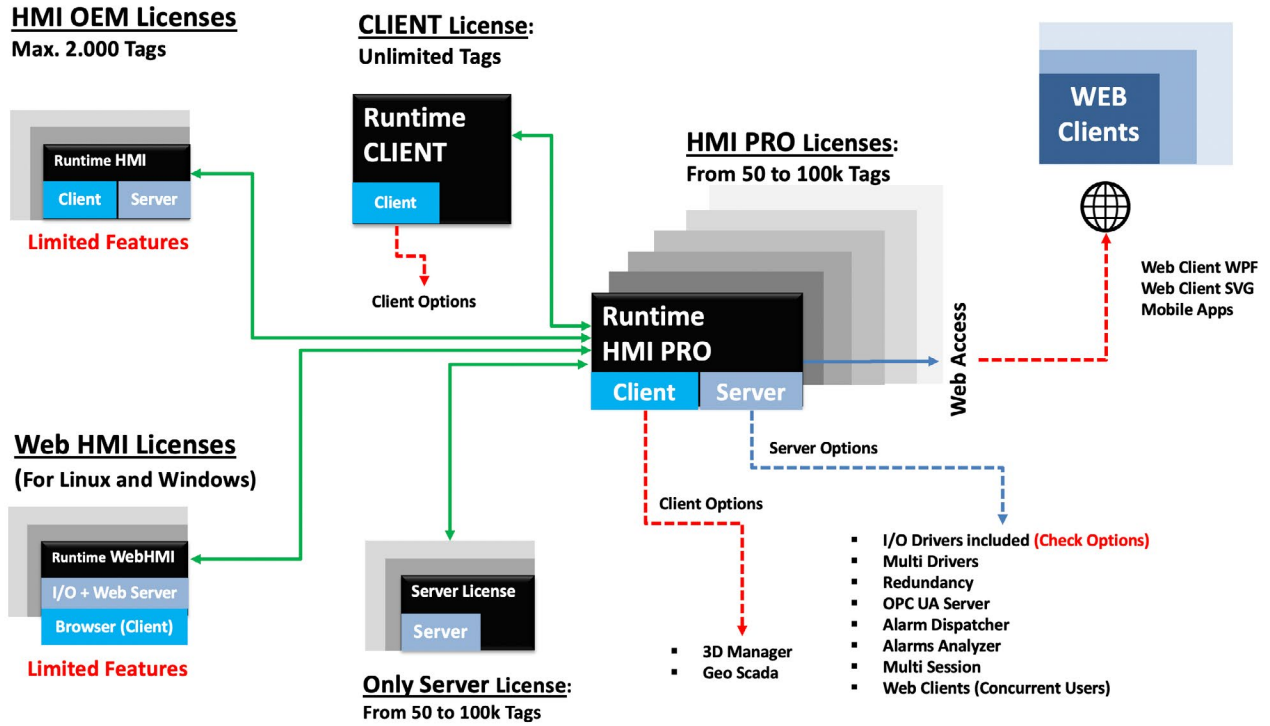 HMI OEM Licenses
Max. 2.000 Tags
Runtime HMI
Client
Server
Limited Features
CLIENT License:
Unlimited Tags
Runtime
CLIENT
Client
Client Options
WEB
Clients
HMI PRO Licenses:
From 50 to 100k Tags
Runtime
HMI PRO
Client
Server
Web Access
Web Client WPF
Web Client SVG
Mobile Apps
Web HMI Licenses
(For Linux and Windows)
Runtime WebHMI
I/O + Web Server
Browser (Client)
Limited Features
Server License
Server
Only Server License:
From 50 to 100k Tags
Client Options
▪ 3D Manager
▪ Geo Scada
Server Options
▪ I/O Drivers included (Check Options)
▪ Multi Drivers
▪ Redundancy
▪ OPC UA Server
▪ Alarm Dispatcher
▪ Alarms Analyzer
▪ Multi Session
▪ Web Clients (Concurrent Users)